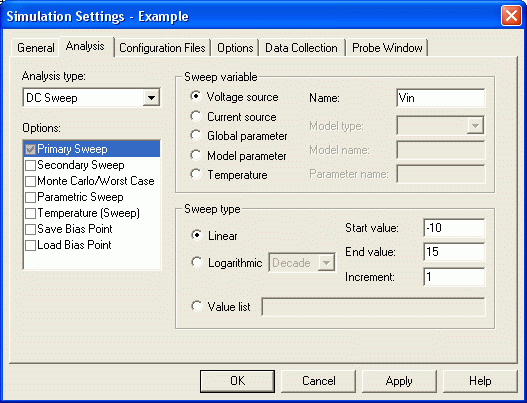 Simulation Settings - Example
General Analysis Configuration Files Options Data Collection Probe Window
Analysis type:
DC Sweep
Options:
Primary Sweep
Secondary Sweep
Monte Carlo/Worst Case
Parametric Sweep
Temperature (Sweep)
Save Bias Point
Load Bias Point
Sweep variable
Voltage source
Current source
Global parameter
Model parameter
Temperature
Name: Vin
Model type:
Model name:
Parameter name:
Sweep type
Linear
Logarithmic Decade
Value list
Start value: -10
End value: 15
Increment: 1
OK Cancel Apply Help